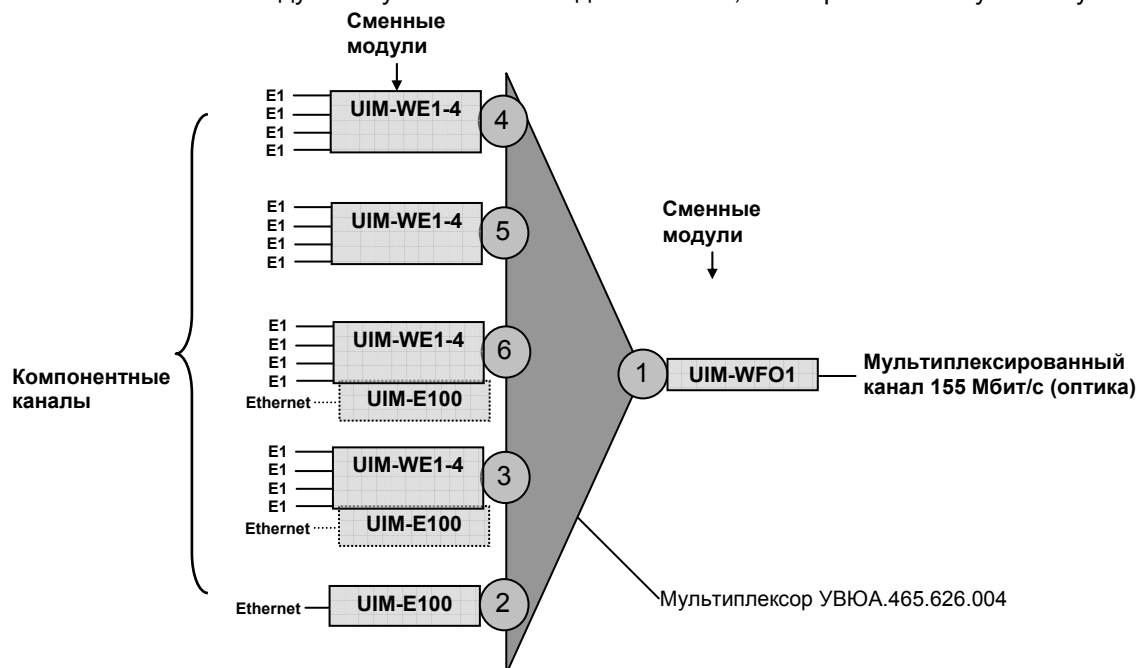 Сменные
модули
E1
E1
E1
E1
UIM-WE1-4
4
E1
E1
E1
E1
UIM-WE1-4
5
Сменные
модули
E1
E1
E1
E1
UIM-WE1-4
6
Ethernet
UIM-E100
Компонентные
каналы
1
UIM-WFO1
Мультиплексированный
канал 155 Мбит/с (оптика)
E1
E1
E1
E1
UIM-WE1-4
3
Ethernet
UIM-E100
Ethernet
UIM-E100
2
Мультиплексор УВЮА.465.626.004